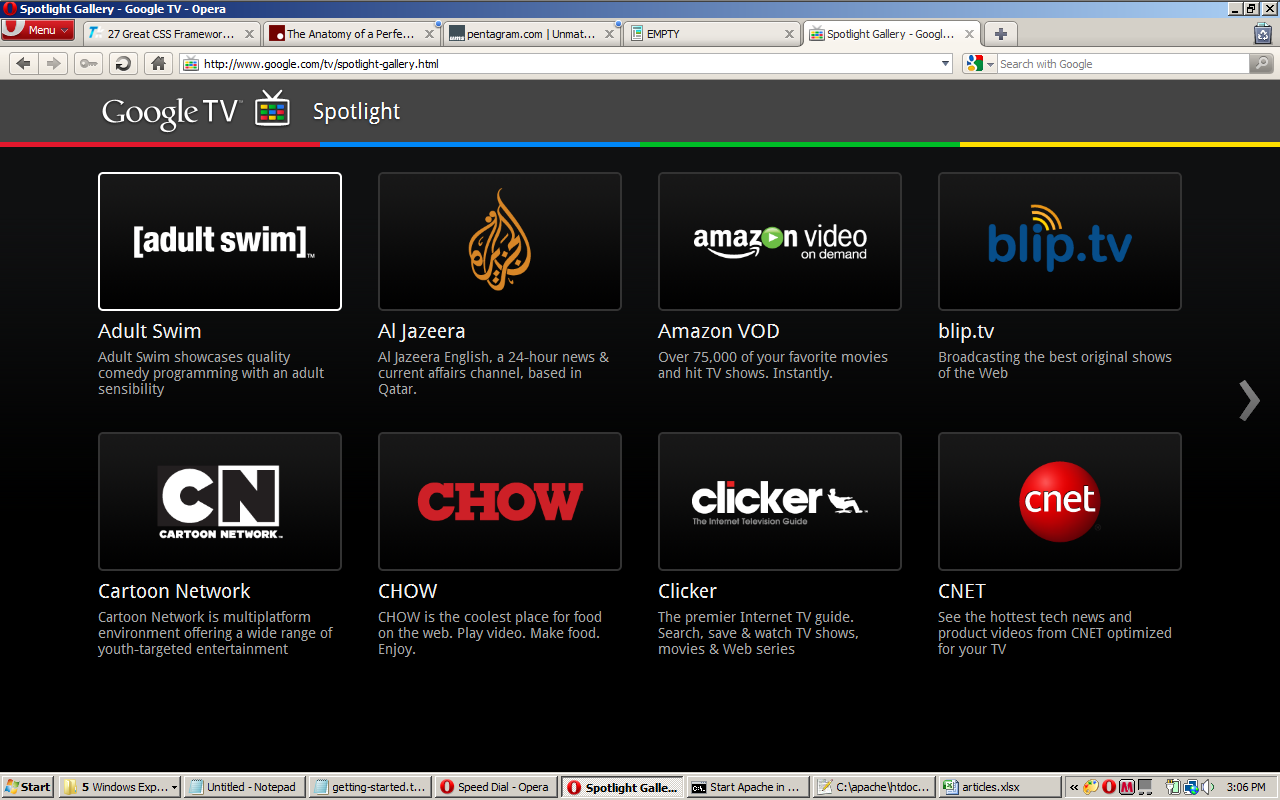 Spotlight Gallery - Google TV - Opera
Menu
27 Great CSS Framewor...
The Anatomy of a Perfe...
pentagram.com | Unmat...
EMPTY
Spotlight Gallery - Googl...
http://www.google.com/tv/spotlight-gallery.html
Search with Google
Google TV™
Spotlight
[adult swim]™
الجزيرة
amazon video
on demand
blip.tv
Adult Swim
Adult Swim showcases quality
comedy programming with an adult
sensibility
Al Jazeera
Al Jazeera English, a 24-hour news &
current affairs channel, based in
Qatar.
Amazon VOD
Over 75,000 of your favorite movies
and hit TV shows. Instantly.
blip.tv
Broadcasting the best original shows
of the Web
CN
CARTOON NETWORK™
CHOW
clicker
The Internet Television Guide
cnet
Cartoon Network
Cartoon Network is multiplatform
environment offering a wide range of
youth-targeted entertainment
CHOW
CHOW is the coolest place for food
on the web. Play video. Make food.
Enjoy.
Clicker
The premier Internet TV guide.
Search, save & watch TV shows,
movies & Web series
CNET
See the hottest tech news and
product videos from CNET optimized
for your TV
Start
5 Windows Exp...
Untitled - Notepad
getting-started.t...
Speed Dial - Opera
Spotlight Galle...
Start Apache in ...
C:\apache\htdoc...
articles.xlsx
3:06 PM